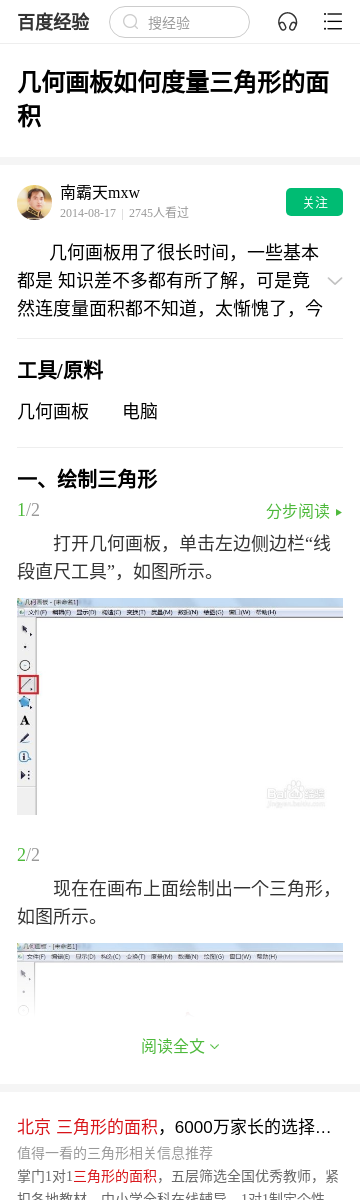 百度经验
搜经验
几何画板如何度量三角形的面
积
南霸天mxw
2014-08-17 | 2745人看过
关注
几何画板用了很长时间，一些基本
都是 知识差不多都有所了解，可是竟
然连度量面积都不知道，太惭愧了，今
工具/原料
几何画板 电脑
一、绘制三角形
1/2
分步阅读
打开几何画板，单击左边侧边栏“线
段直尺工具”，如图所示。
几何画板 - [未命名1]
文件(F) 编辑(E) 显示(D) 构造(C) 变换(T) 度量(M) 数据(N) 绘图(G) 窗口(W) 帮助(H)
A
Baidu 经验
jingyan.baidu.com
2/2
现在在画布上面绘制出一个三角形，
如图所示。
几何画板 - [未命名1]
文件(F) 编辑(E) 显示(D) 构造(C) 变换(T) 度量(M) 数据(N) 绘图(G) 窗口(W) 帮助(H)
阅读全文
北京 三角形的面积，6000万家长的选择…
值得一看的三角形相关信息推荐
掌门1对1三角形的面积，五层筛选全国优秀教师，紧
扣各地教材，中小学全科在线辅导，1对1制定个性